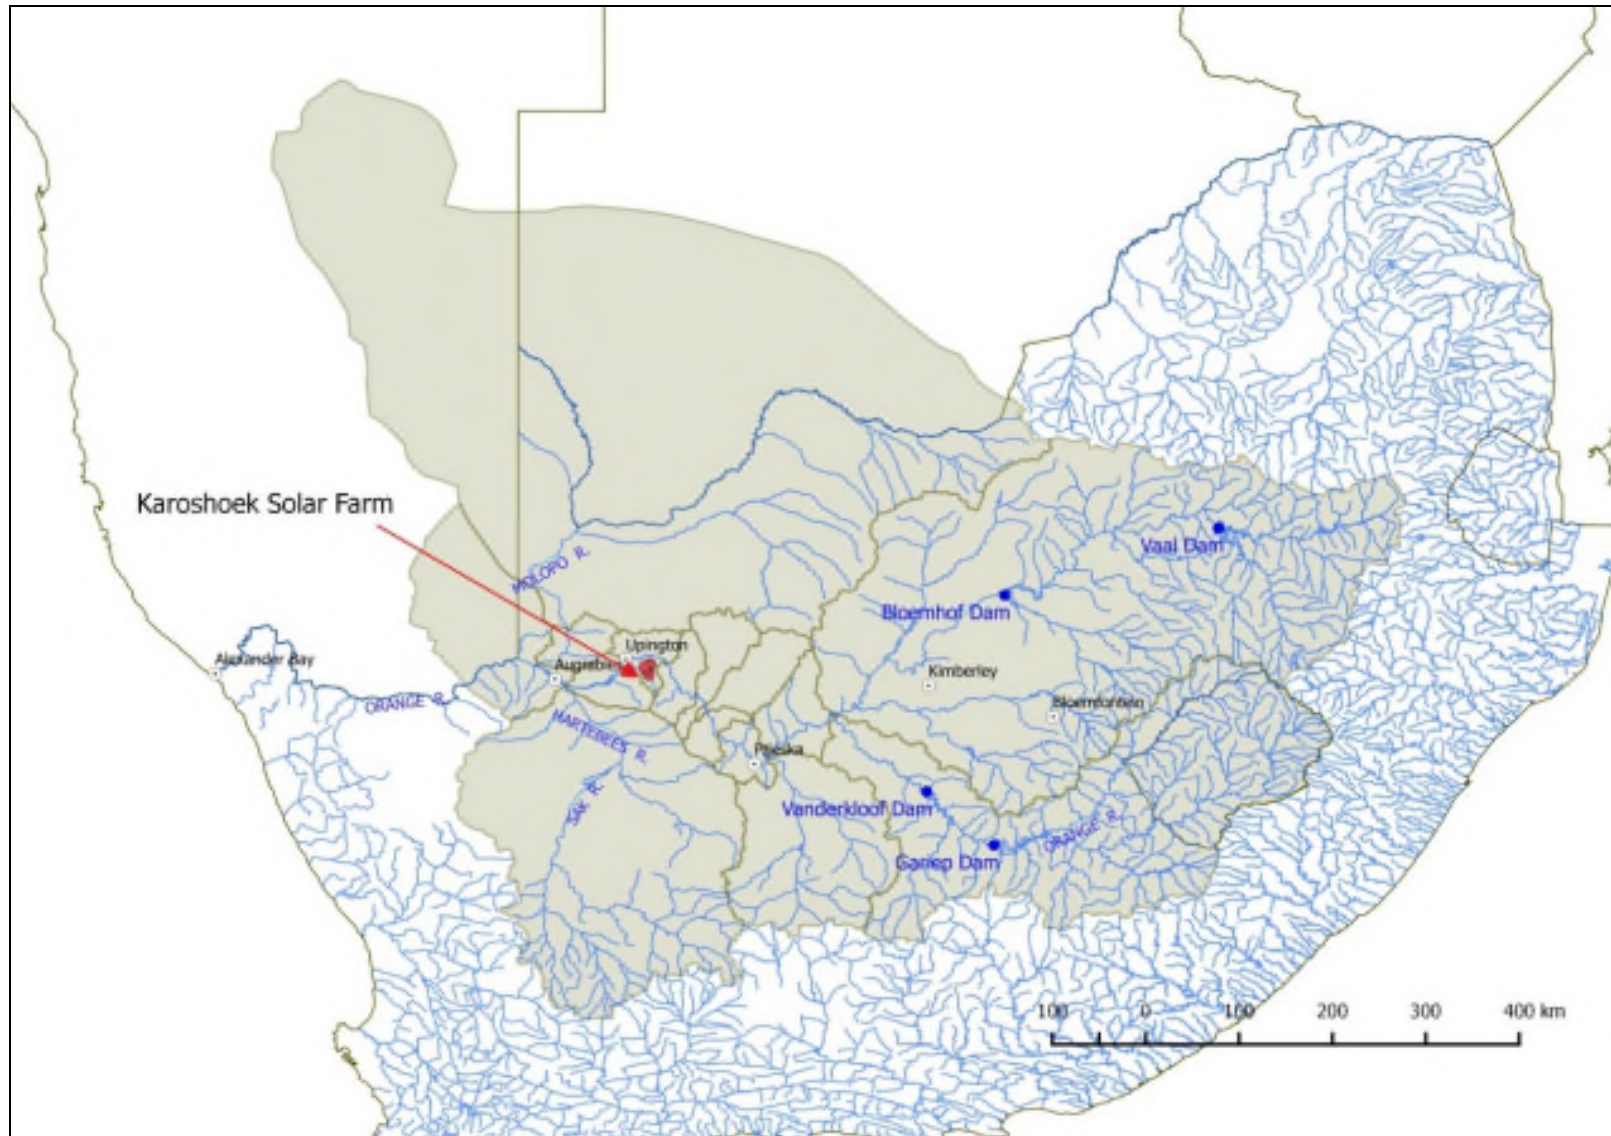 Karoshoek Solar Farm
Vaal Dam
MOLOPO R.
Bloemhof Dam
Upington
Alexander Bay
Augrabies
Kimberley
ORANGE R.
Bloemfontein
HARTEBEES R.
Prieska
SAK R.
Vanderkloof Dam
ORANGE R.
Gariep Dam
100 0 100 200 300 400 km